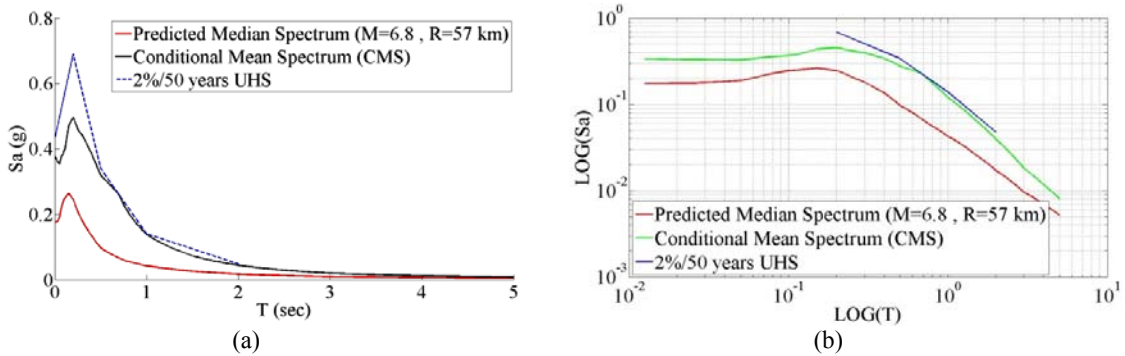 0.8
0.6
0.4
0.2
0
Sa (g)
Predicted Median Spectrum (M=6.8 , R=57 km)
Conditional Mean Spectrum (CMS)
2%/50 years UHS
0 1 2 3 4 5
T (sec)
(a)
10^0
10^-1
10^-2
10^-3
LOG(Sa)
Predicted Median Spectrum (M=6.8 , R=57 km)
Conditional Mean Spectrum (CMS)
2%/50 years UHS
10^-2 10^-1 10^0 10^1
LOG(T)
(b)